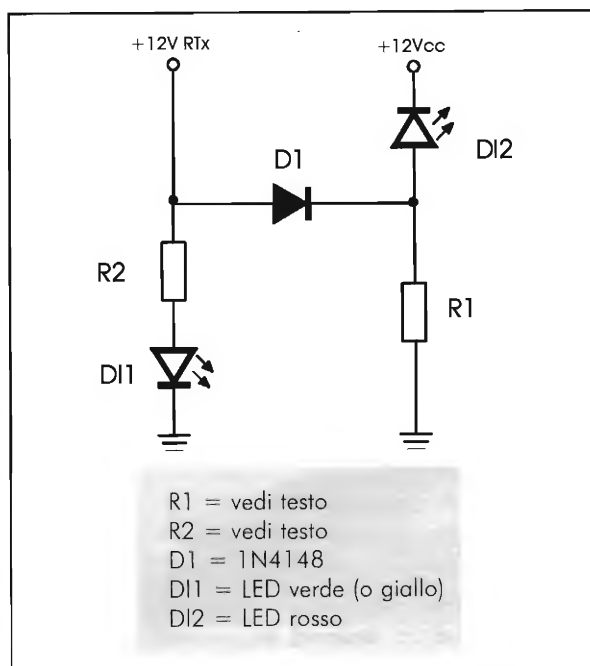 +12V RTx
+12Vcc
D1
Dl2
R2
R1
Dl1
R1 = vedi testo
R2 = vedi testo
D1 = 1N4148
Dl1 = LED verde (o giallo)
Dl2 = LED rosso